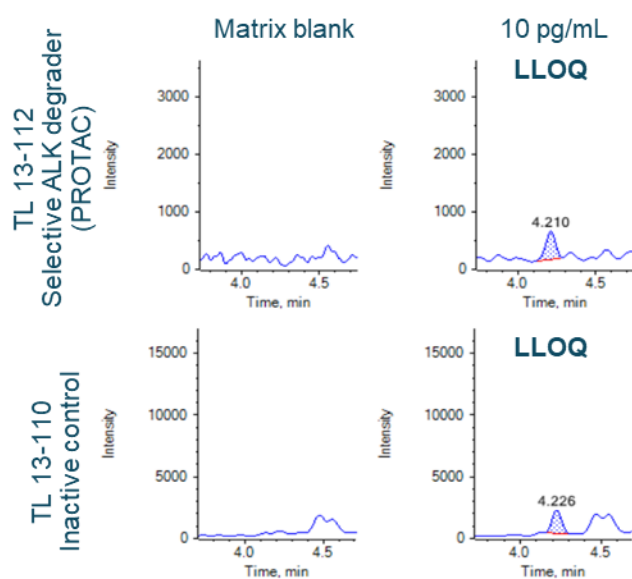 Matrix blank
10 pg/mL
TL 13-112
Selective ALK degrader
(PROTAC)
Intensity
3000
2000
1000
0
4.0
4.5
Time, min
LLOQ
Intensity
3000
2000
1000
0
4.210
4.0
4.5
Time, min
TL 13-110
Inactive control
Intensity
15000
10000
5000
0
4.0
4.5
Time, min
LLOQ
Intensity
15000
10000
5000
0
4.226
4.0
4.5
Time, min